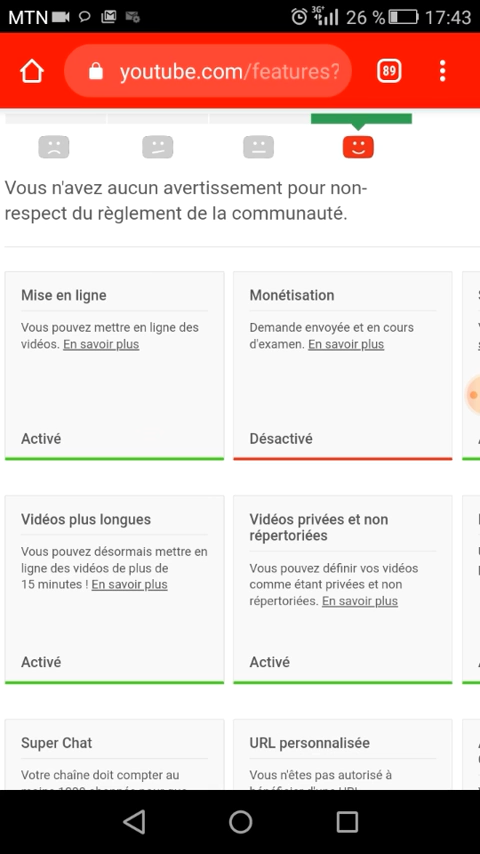 MTN 3G+ 26 % 17:43
youtube.com/features? 89
Vous n'avez aucun avertissement pour non-
respect du règlement de la communauté.
Mise en ligne
Vous pouvez mettre en ligne des
vidéos. En savoir plus
Activé
Monétisation
Demande envoyée et en cours
d'examen. En savoir plus
Désactivé
Vidéos plus longues
Vous pouvez désormais mettre en
ligne des vidéos de plus de
15 minutes ! En savoir plus
Activé
Vidéos privées et non
répertoriées
Vous pouvez définir vos vidéos
comme étant privées et non
répertoriées. En savoir plus
Activé
Super Chat
Votre chaîne doit compter au
URL personnalisée
Vous n'êtes pas autorisé à